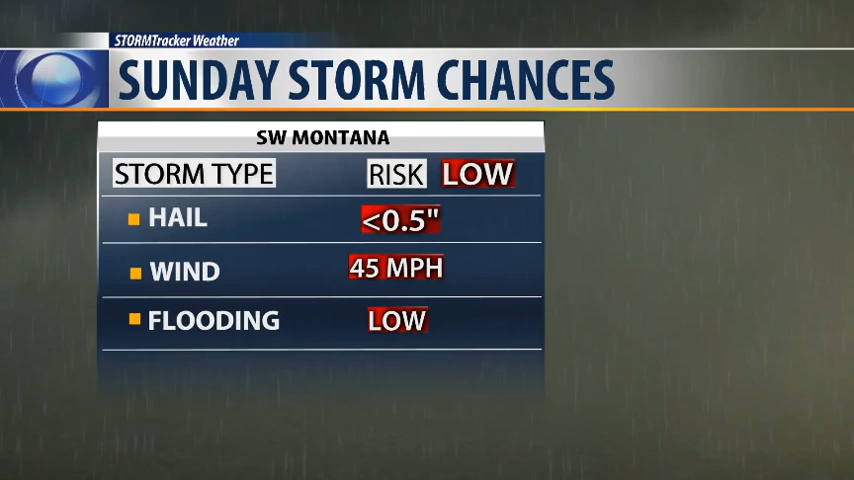 STORMTracker Weather
SUNDAY STORM CHANCES
SW MONTANA
STORM TYPE RISK LOW
HAIL <0.5"
WIND 45 MPH
FLOODING LOW